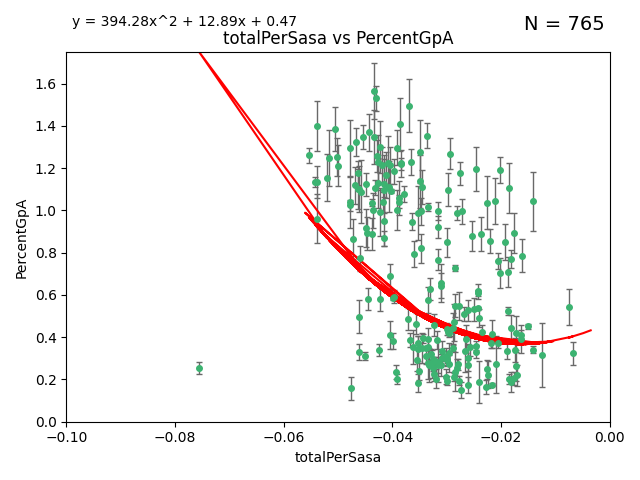 y = 394.28x^2 + 12.89x + 0.47
N = 765
totalPerSasa vs PercentGpA
PercentGpA
1.6
1.4
1.2
1.0
0.8
0.6
0.4
0.2
0.0
−0.10 −0.08 −0.06 −0.04 −0.02 0.00
totalPerSasa